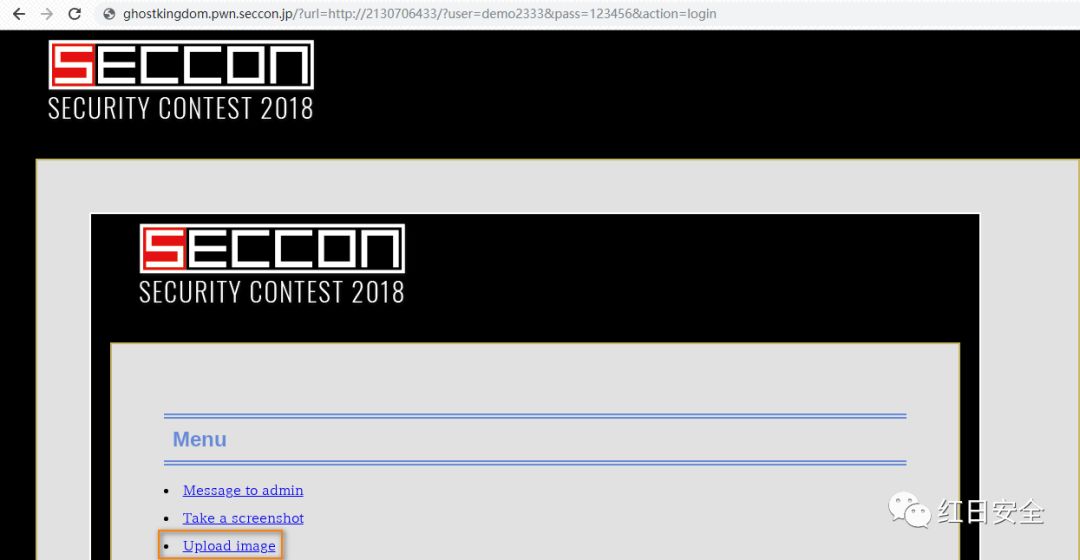 ghostkingdom.pwn.seccon.jp/?url=http://2130706433/?user=demo2333&pass=123456&action=login
SECCON
SECURITY CONTEST 2018
SECCON
SECURITY CONTEST 2018
Menu
Message to admin
Take a screenshot
Upload image
红日安全